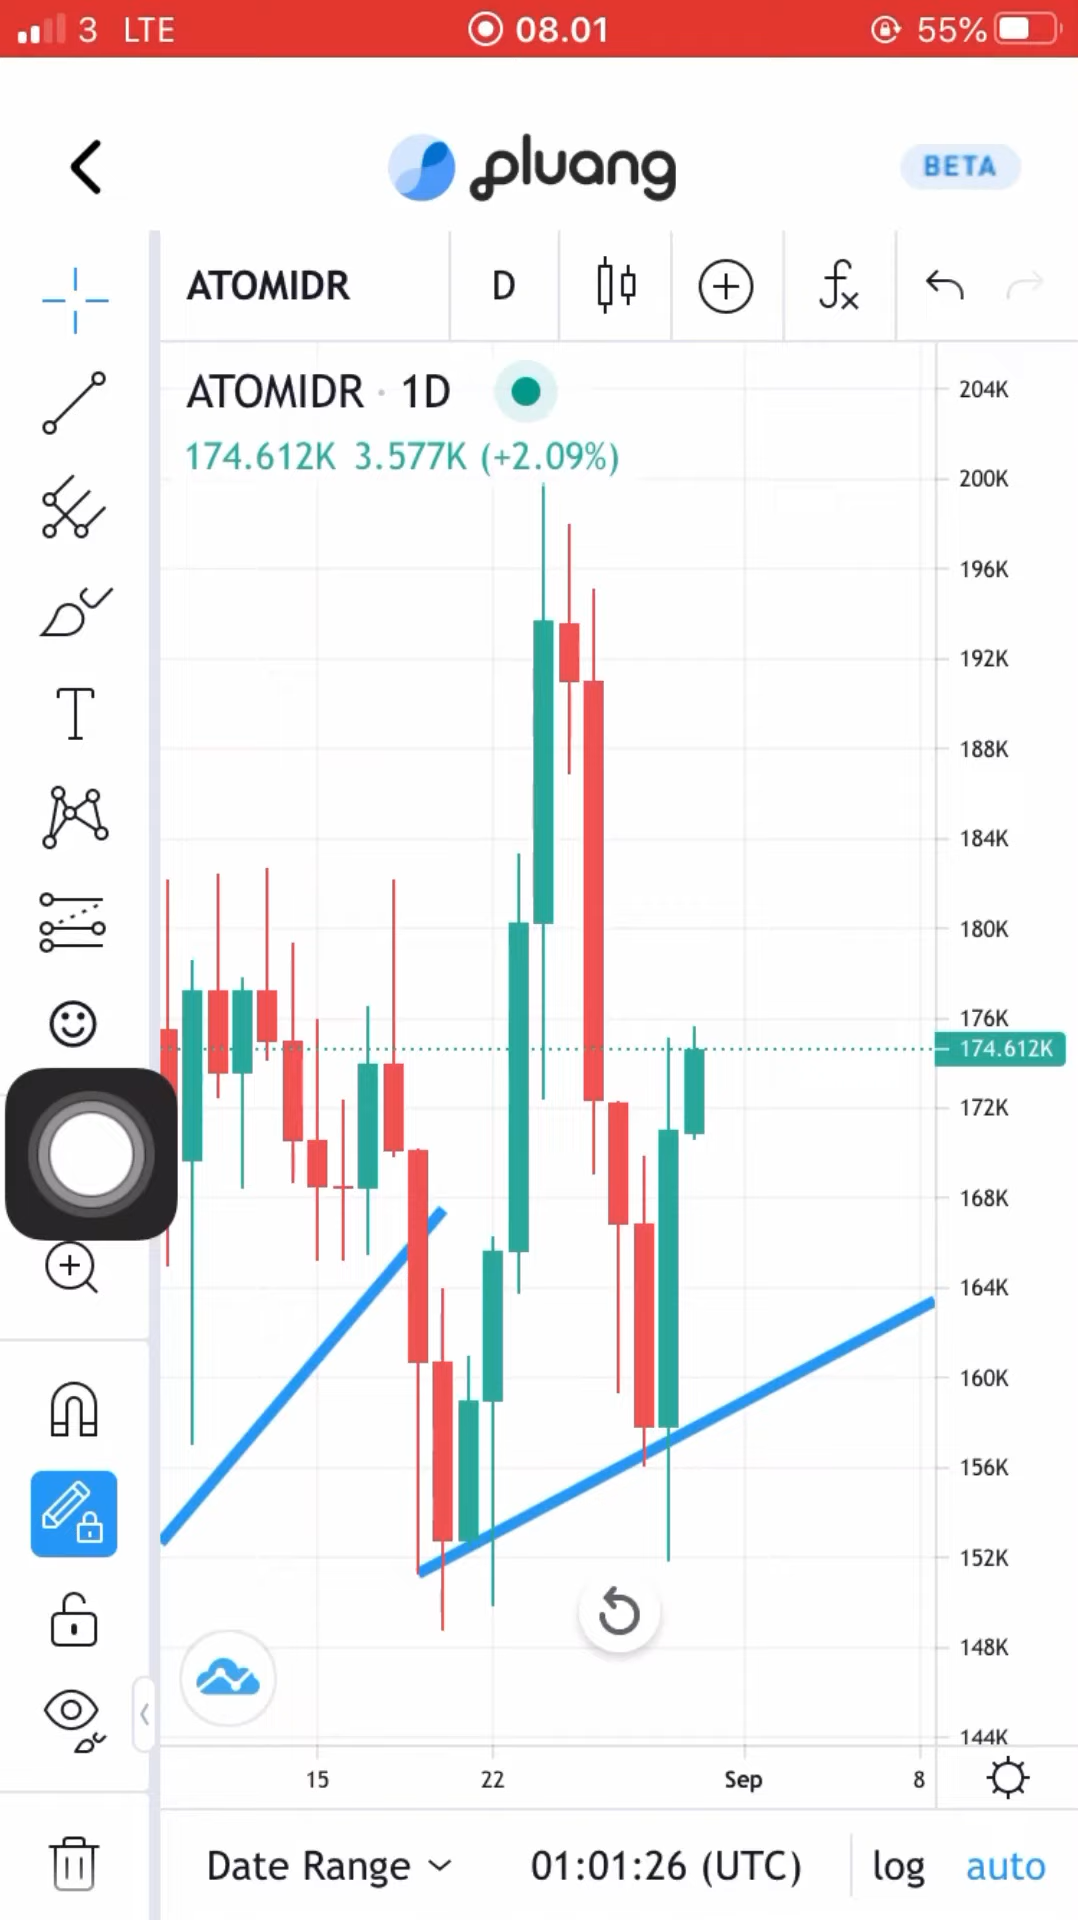 3 LTE 08.01 55%
pluang BETA
ATOMIDR D
ATOMIDR · 1D
174.612K 3.577K (+2.09%)
204K
200K
196K
192K
188K
184K
180K
176K
174.612K
172K
168K
164K
160K
156K
152K
148K
144K
15 22 Sep 8
Date Range 01:01:26 (UTC) log auto